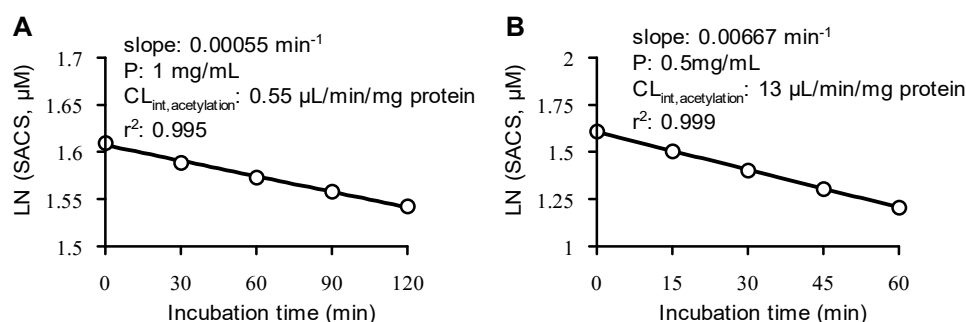 A
slope: 0.00055 min⁻¹
P: 1 mg/mL
CLint,acetylation: 0.55 µL/min/mg protein
r²: 0.995
LN (SACS, µM)
1.7
1.65
1.6
1.55
1.5
0 30 60 90 120
Incubation time (min)
B
slope: 0.00667 min⁻¹
P: 0.5mg/mL
CLint,acetylation: 13 µL/min/mg protein
r²: 0.999
LN (SACS, µM)
2
1.75
1.5
1.25
1
0 15 30 45 60
Incubation time (min)